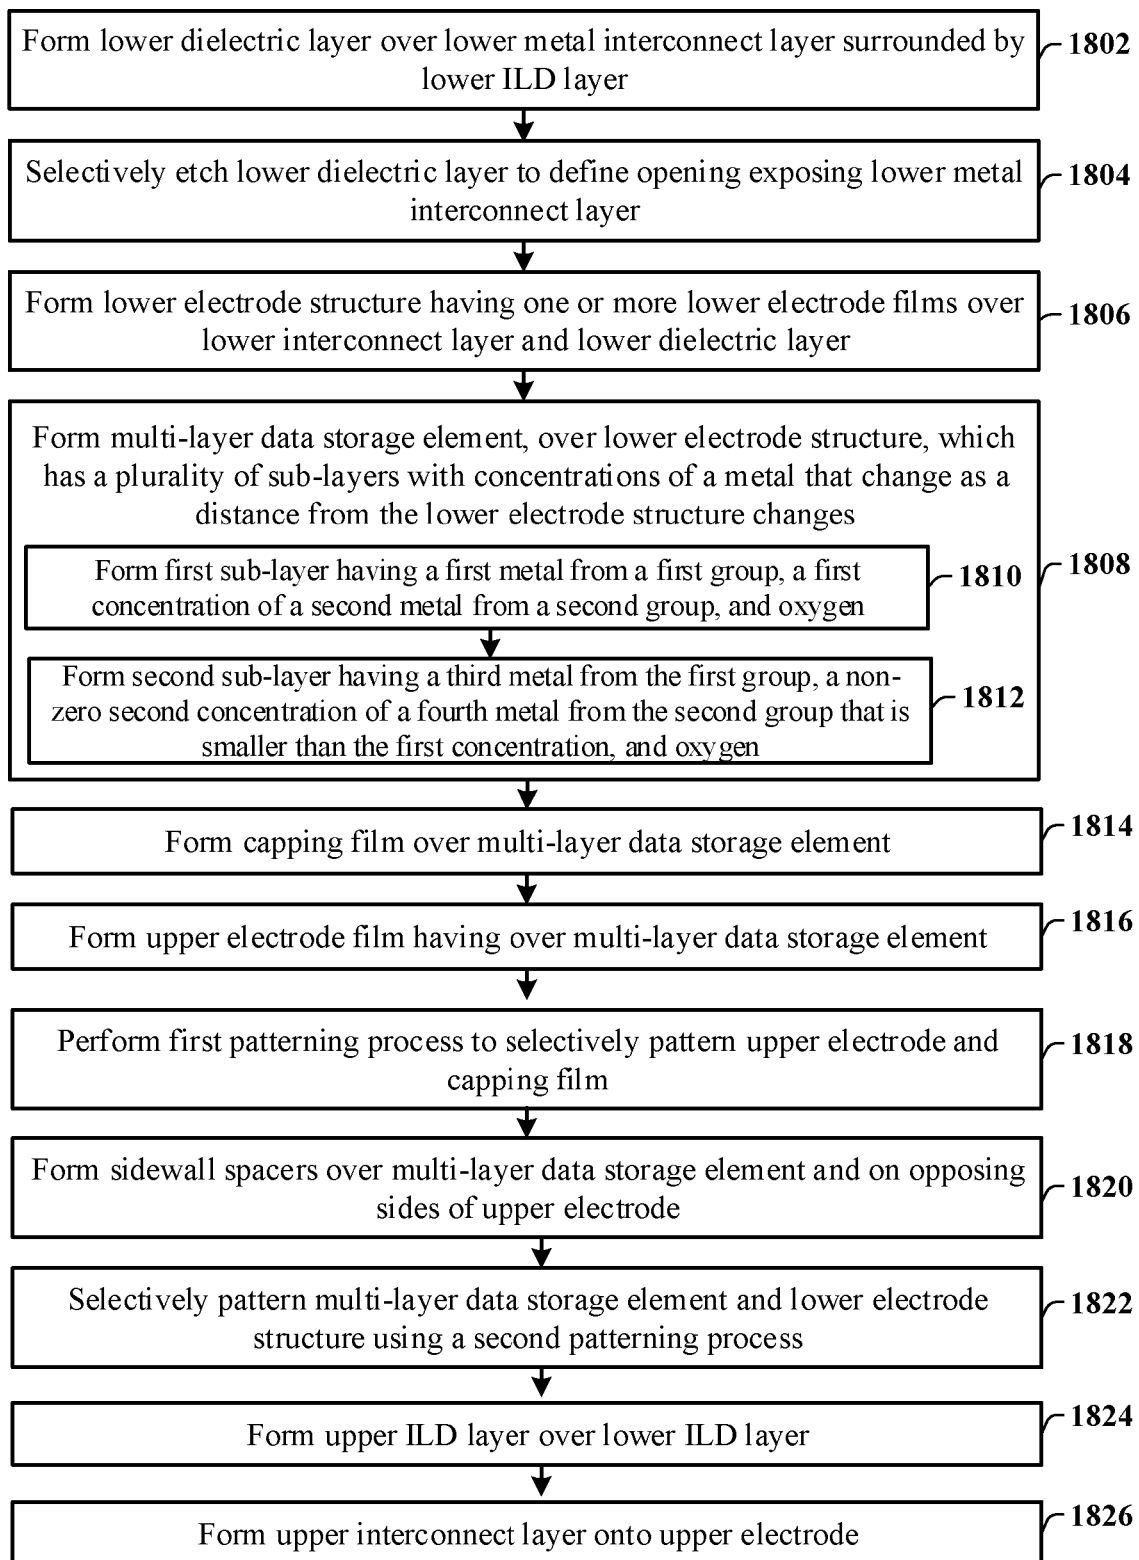 Form lower dielectric layer over lower metal interconnect layer surrounded by
lower ILD layer
1802
Selectively etch lower dielectric layer to define opening exposing lower metal
interconnect layer
1804
Form lower electrode structure having one or more lower electrode films over
lower interconnect layer and lower dielectric layer
1806
Form multi-layer data storage element, over lower electrode structure, which
has a plurality of sub-layers with concentrations of a metal that change as a
distance from the lower electrode structure changes
1808
Form first sub-layer having a first metal from a first group, a first
concentration of a second metal from a second group, and oxygen
1810
Form second sub-layer having a third metal from the first group, a non-
zero second concentration of a fourth metal from the second group that is
smaller than the first concentration, and oxygen
1812
Form capping film over multi-layer data storage element
1814
Form upper electrode film having over multi-layer data storage element
1816
Perform first patterning process to selectively pattern upper electrode and
capping film
1818
Form sidewall spacers over multi-layer data storage element and on opposing
sides of upper electrode
1820
Selectively pattern multi-layer data storage element and lower electrode
structure using a second patterning process
1822
Form upper ILD layer over lower ILD layer
1824
Form upper interconnect layer onto upper electrode
1826